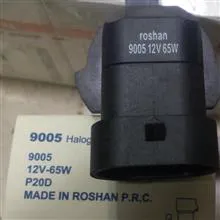 roshan
9005 12V 65W
9005 Halog
9005
12V-65W
P20D
MADE IN ROSHAN P.R.C.